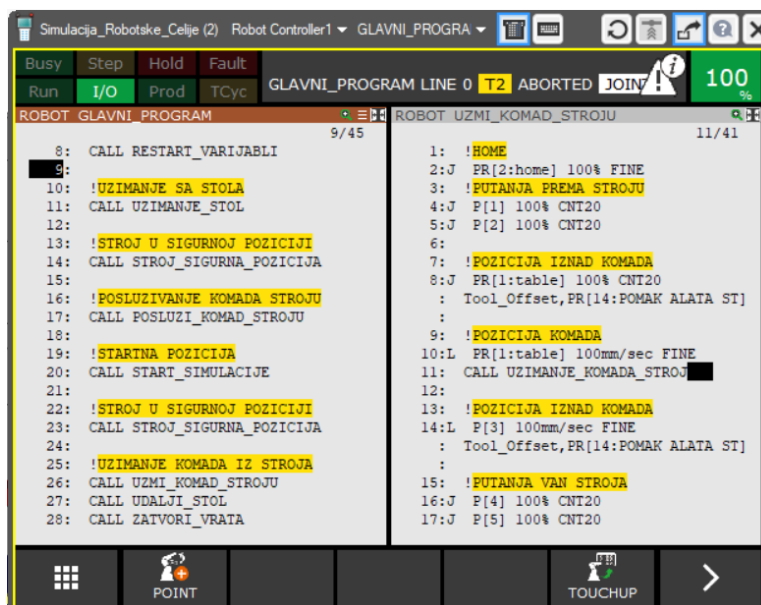 Simulacija_Robotske_Celije (2) Robot Controller1 GLAVNI_PROGRA
Busy Step Hold Fault
Run I/O Prod TCyc
GLAVNI_PROGRAM LINE 0 T2 ABORTED JOINT
100 %
ROBOT GLAVNI_PROGRAM
9/45
8: CALL RESTART_VARIJABLI
9:
10: !UZIMANJE SA STOLA
11: CALL UZIMANJE_STOL
12:
13: !STROJ U SIGURNOJ POZICIJI
14: CALL STROJ_SIGURNA_POZICIJA
15:
16: !POSLUZIVANJE KOMADA STROJU
17: CALL POSLUZI_KOMAD_STROJU
18:
19: !STARTNA POZICIJA
20: CALL START_SIMULACIJE
21:
22: !STROJ U SIGURNOJ POZICIJI
23: CALL STROJ_SIGURNA_POZICIJA
24:
25: !UZIMANJE KOMADA IZ STROJA
26: CALL UZMI_KOMAD_STROJU
27: CALL UDALJI_STOL
28: CALL ZATVORI_VRATA
ROBOT UZMI_KOMAD_STROJU
11/41
1: !HOME
2:J PR[2:home] 100% FINE
3: !PUTANJA PREMA STROJU
4:J P[1] 100% CNT20
5:J P[2] 100% CNT20
6:
7: !POZICIJA IZNAD KOMADA
8:J PR[1:table] 100% CNT20
: Tool_Offset,PR[14:POMAK ALATA ST]
:
9: !POZICIJA KOMADA
10:L PR[1:table] 100mm/sec FINE
11: CALL UZIMANJE_KOMADA_STROJ
12:
13: !POZICIJA IZNAD KOMADA
14:L P[3] 100mm/sec FINE
: Tool_Offset,PR[14:POMAK ALATA ST]
:
15: !PUTANJA VAN STROJA
16:J P[4] 100% CNT20
17:J P[5] 100% CNT20
POINT
TOUCHUP